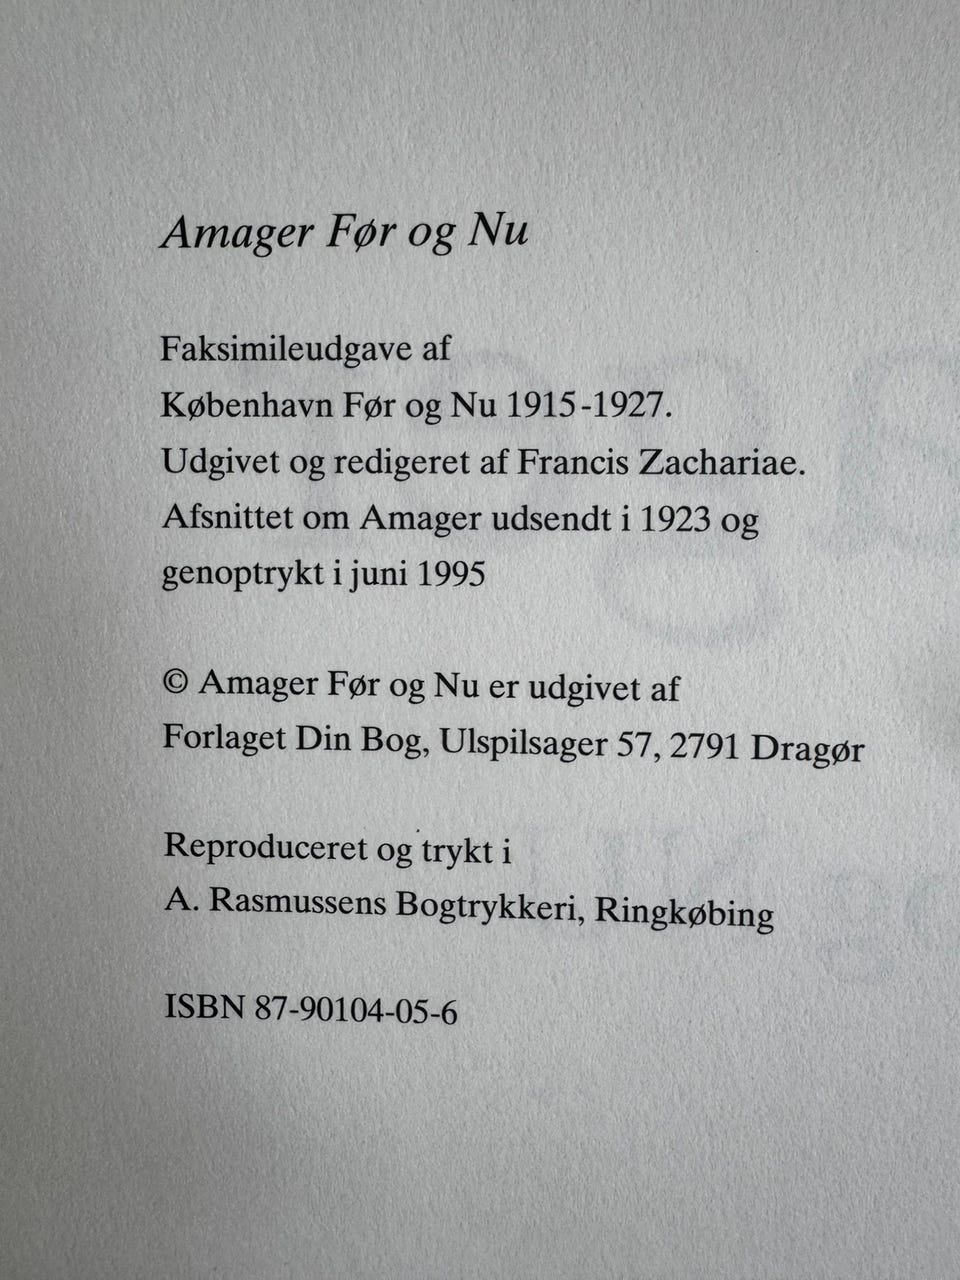 Amager Før og Nu
Faksimileudgave af
København Før og Nu 1915-1927.
Udgivet og redigeret af Francis Zachariae.
Afsnittet om Amager udsendt i 1923 og
genoptrykt i juni 1995
© Amager Før og Nu er udgivet af
Forlaget Din Bog, Ulspilsager 57, 2791 Dragør
Reproduceret og trykt i
A. Rasmussens Bogtrykkeri, Ringkøbing
ISBN 87-90104-05-6